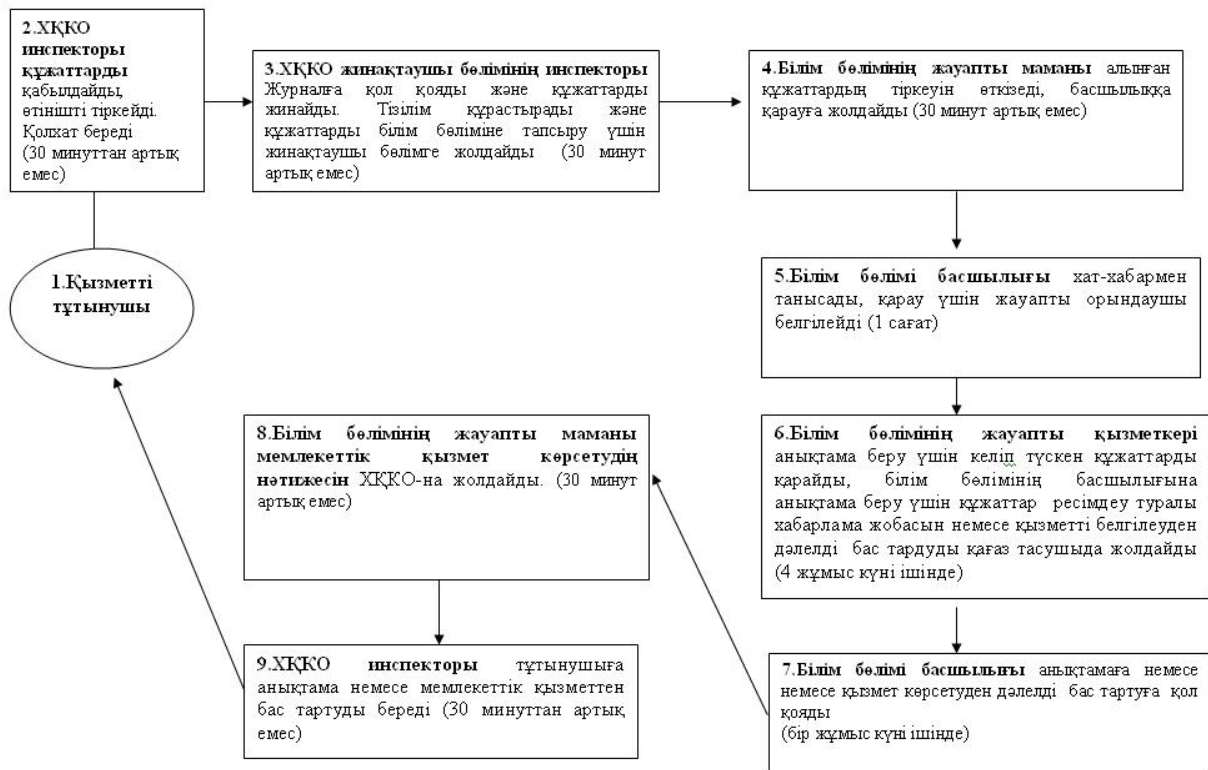 2.ХҚКО
инспекторы
құжаттарды
қабылдайды,
өтінішті тіркейді.
Қолхат береді
(30 минуттан артық
емес)
3.ХҚКО жинақтаушы бөлімінің инспекторы
Журналға қол қояды және құжаттарды
жинайды. Тізілім құрастырады және
құжаттарды білім бөліміне тапсыру үшін
жинақтаушы бөлімге жолдайды (30 минут
артық емес)
4.Білім бөлімінің жауапты маманы алынған
құжаттардың тіркеуін өткізеді, басшылыққа
қарауға жолдайды (30 минут артық емес)
1.Қызметті
тұтынушы
5.Білім бөлімі басшылығы хат-хабармен
танысады, қарау үшін жауапты орындаушы
белгілейді (1 сағат)
6.Білім бөлімінің жауапты қызметкері
анықтама беру үшін келіп түскен құжаттарды
қарайды, білім бөлімінің басшылығына
анықтама беру үшін құжаттар ресімдеу туралы
хабарлама жобасын немесе қызметті белгілеуден
дәлелді бас тардуды қағаз тасушыда жолдайды
(4 жұмыс күні ішінде)
7.Білім бөлімі басшылығы анықтамаға немесе
немесе қызмет көрсетуден дәлелді бас тартуға қол
қояды
(бір жұмыс күні ішінде)
8.Білім бөлімінің жауапты маманы
мемлекеттік қызмет көрсетудің
нәтижесін ХҚКО-на жолдайды. (30 минут
артық емес)
9.ХҚКО инспекторы тұтынушыға
анықтама немесе мемлекеттік қызметтен
бас тартуды береді (30 минуттан артық
емес)